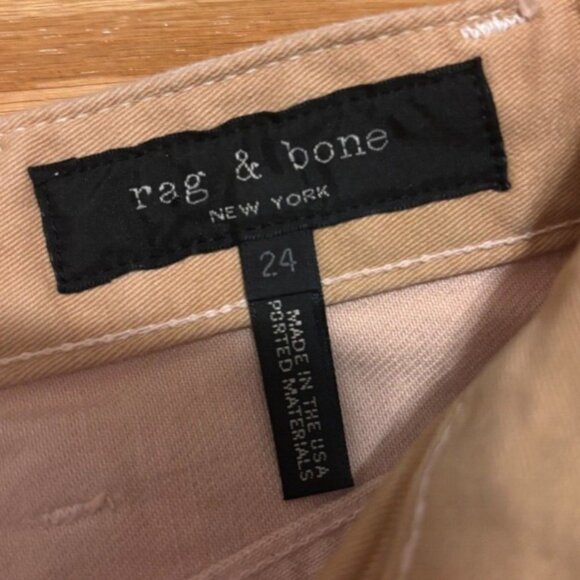 rag & bone
NEW YORK
24
MADE IN THE USA
PORTED MATERIALS